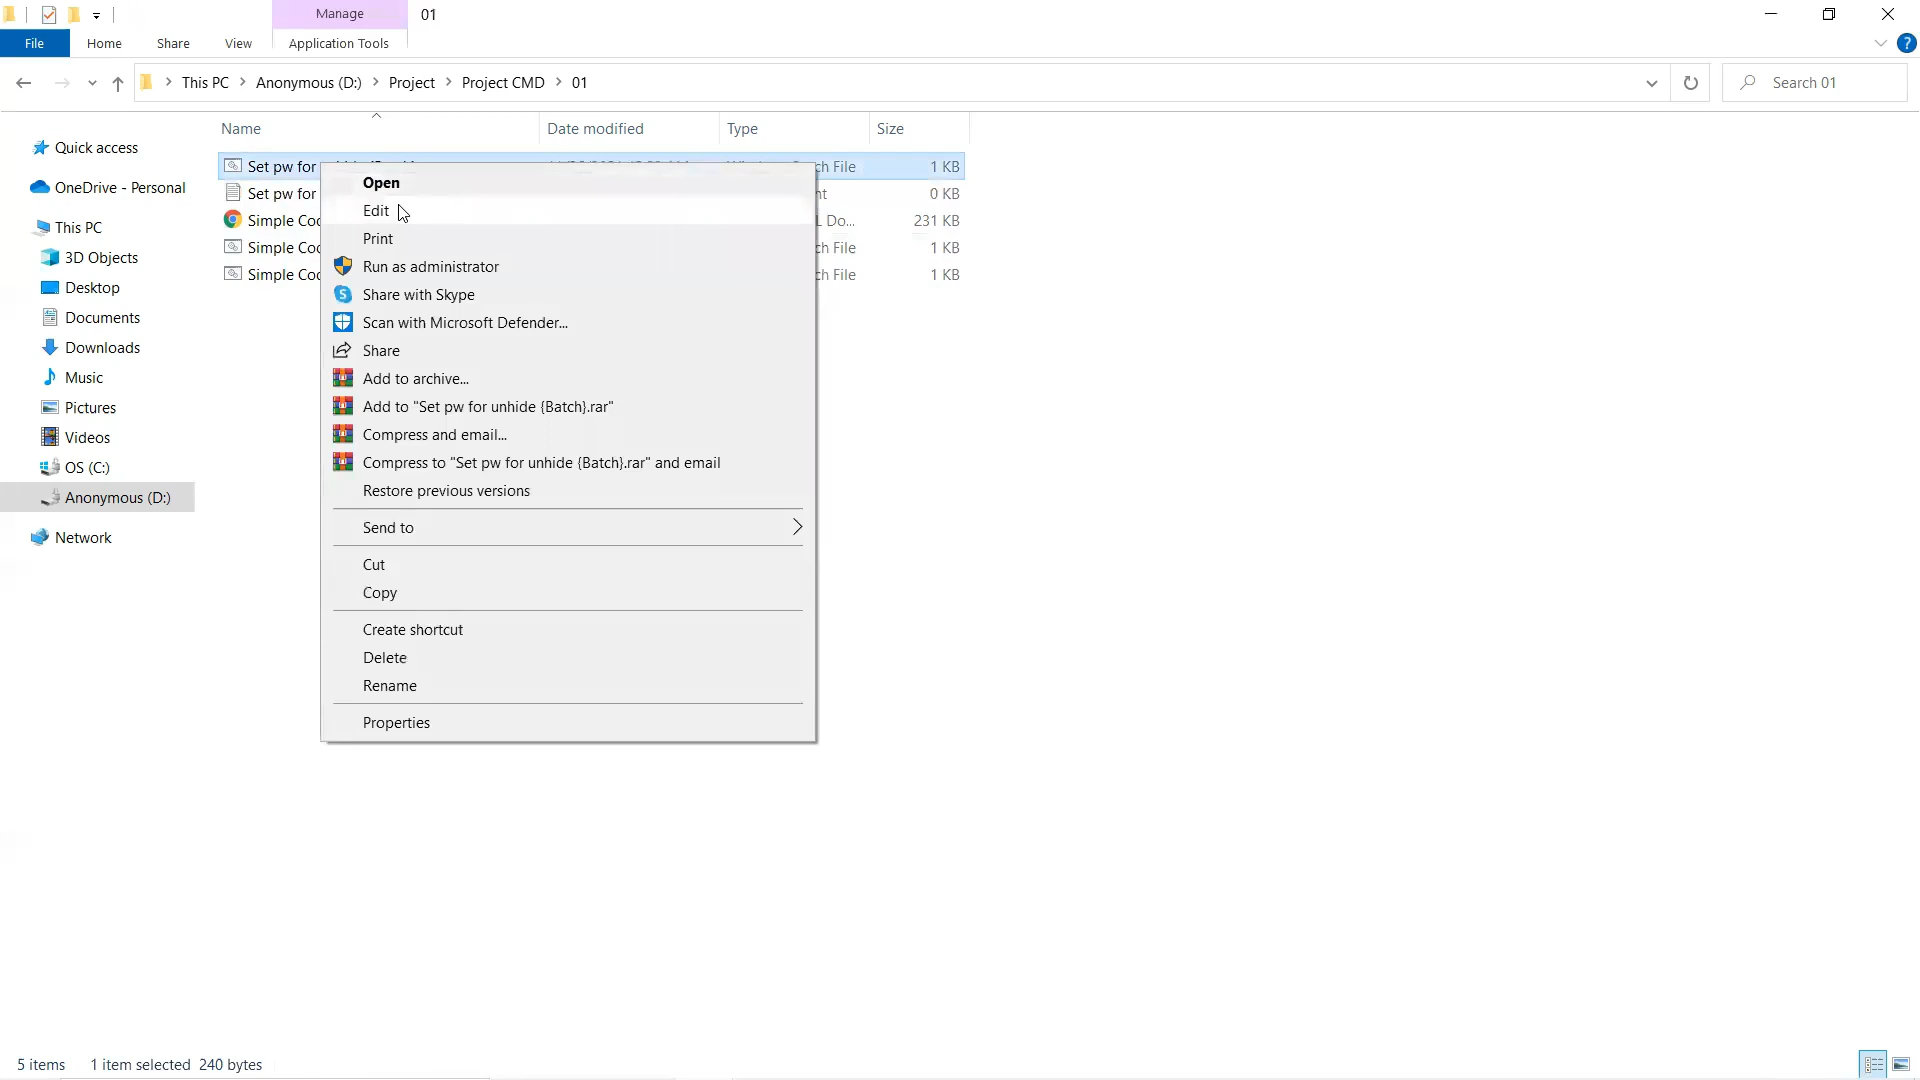 Manage
01
File
Home
Share
View
Application Tools
This PC
Anonymous (D:)
Project
Project CMD
01
Search 01
Name
Date modified
Type
Size
Quick access
OneDrive - Personal
This PC
3D Objects
Desktop
Documents
Downloads
Music
Pictures
Videos
OS (C:)
Anonymous (D:)
Network
Set pw for
ch File
1 KB
Set pw for
nt
0 KB
Simple Coo
L Do...
231 KB
Simple Coo
ch File
1 KB
Simple Coo
ch File
1 KB
Open
Edit
Print
Run as administrator
Share with Skype
Scan with Microsoft Defender...
Share
Add to archive...
Add to "Set pw for unhide {Batch}.rar"
Compress and email...
Compress to "Set pw for unhide {Batch}.rar" and email
Restore previous versions
Send to
Cut
Copy
Create shortcut
Delete
Rename
Properties
5 items
1 item selected 240 bytes